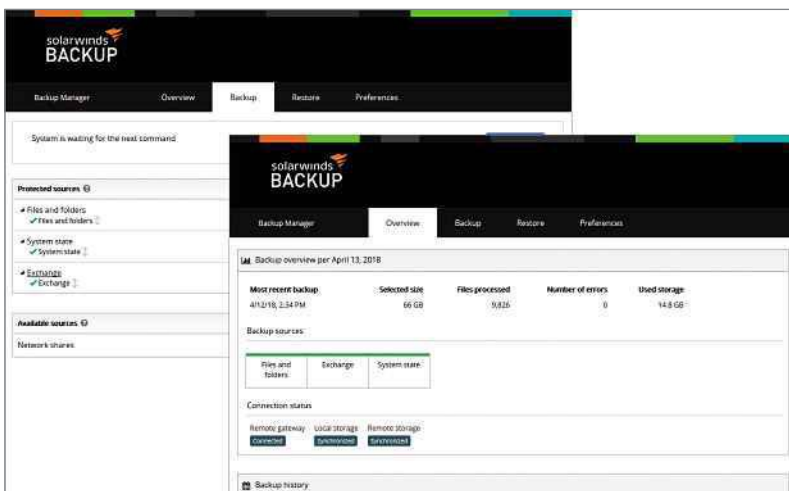 solarwinds
BACKUP
Backup Manager Overview Backup Restore Preferences
System is waiting for the next command
Protected sources
Files and folders
Files and folders
System state
System state
Exchange
Exchange
Available sources
Network shares
solarwinds
BACKUP
Backup Manager Overview Backup Restore Preferences
Backup overview per April 13, 2018
Most recent backup Selected size Files processed Number of errors Used storage
4/12/18, 2:34 PM 66 GB 9,826 0 14.8 GB
Backup sources
Files and folders Exchange System state
Connection status
Remote gateway Local storage Remote storage
Connected Synchronized Synchronized
Backup history